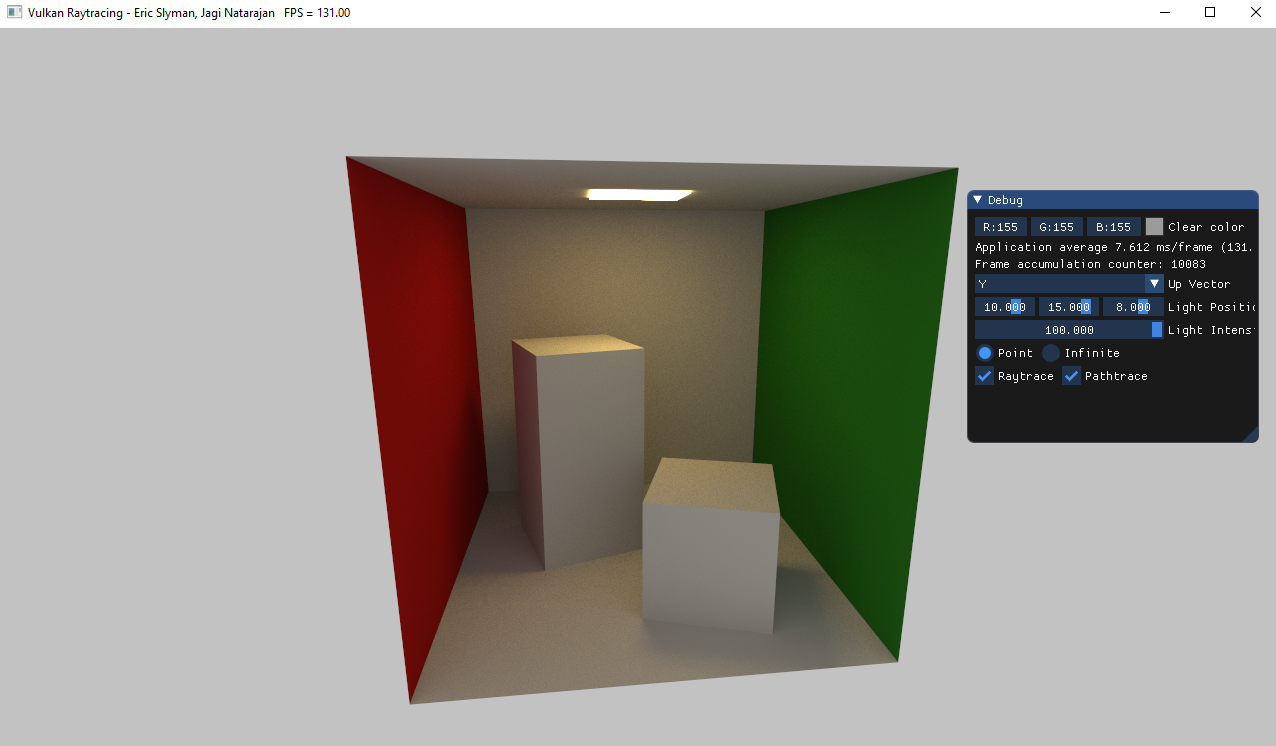 Vulkan Raytracing - Eric Slyman, Jagi Natarajan   FPS = 131.00
Debug
R:155 G:155 B:155 Clear color
Application average 7.612 ms/frame (131.
Frame accumulation counter: 10083
Y Up Vector
10.000 15.000 8.000 Light Positio
100.000 Light Intens
Point Infinite
Raytrace Pathtrace